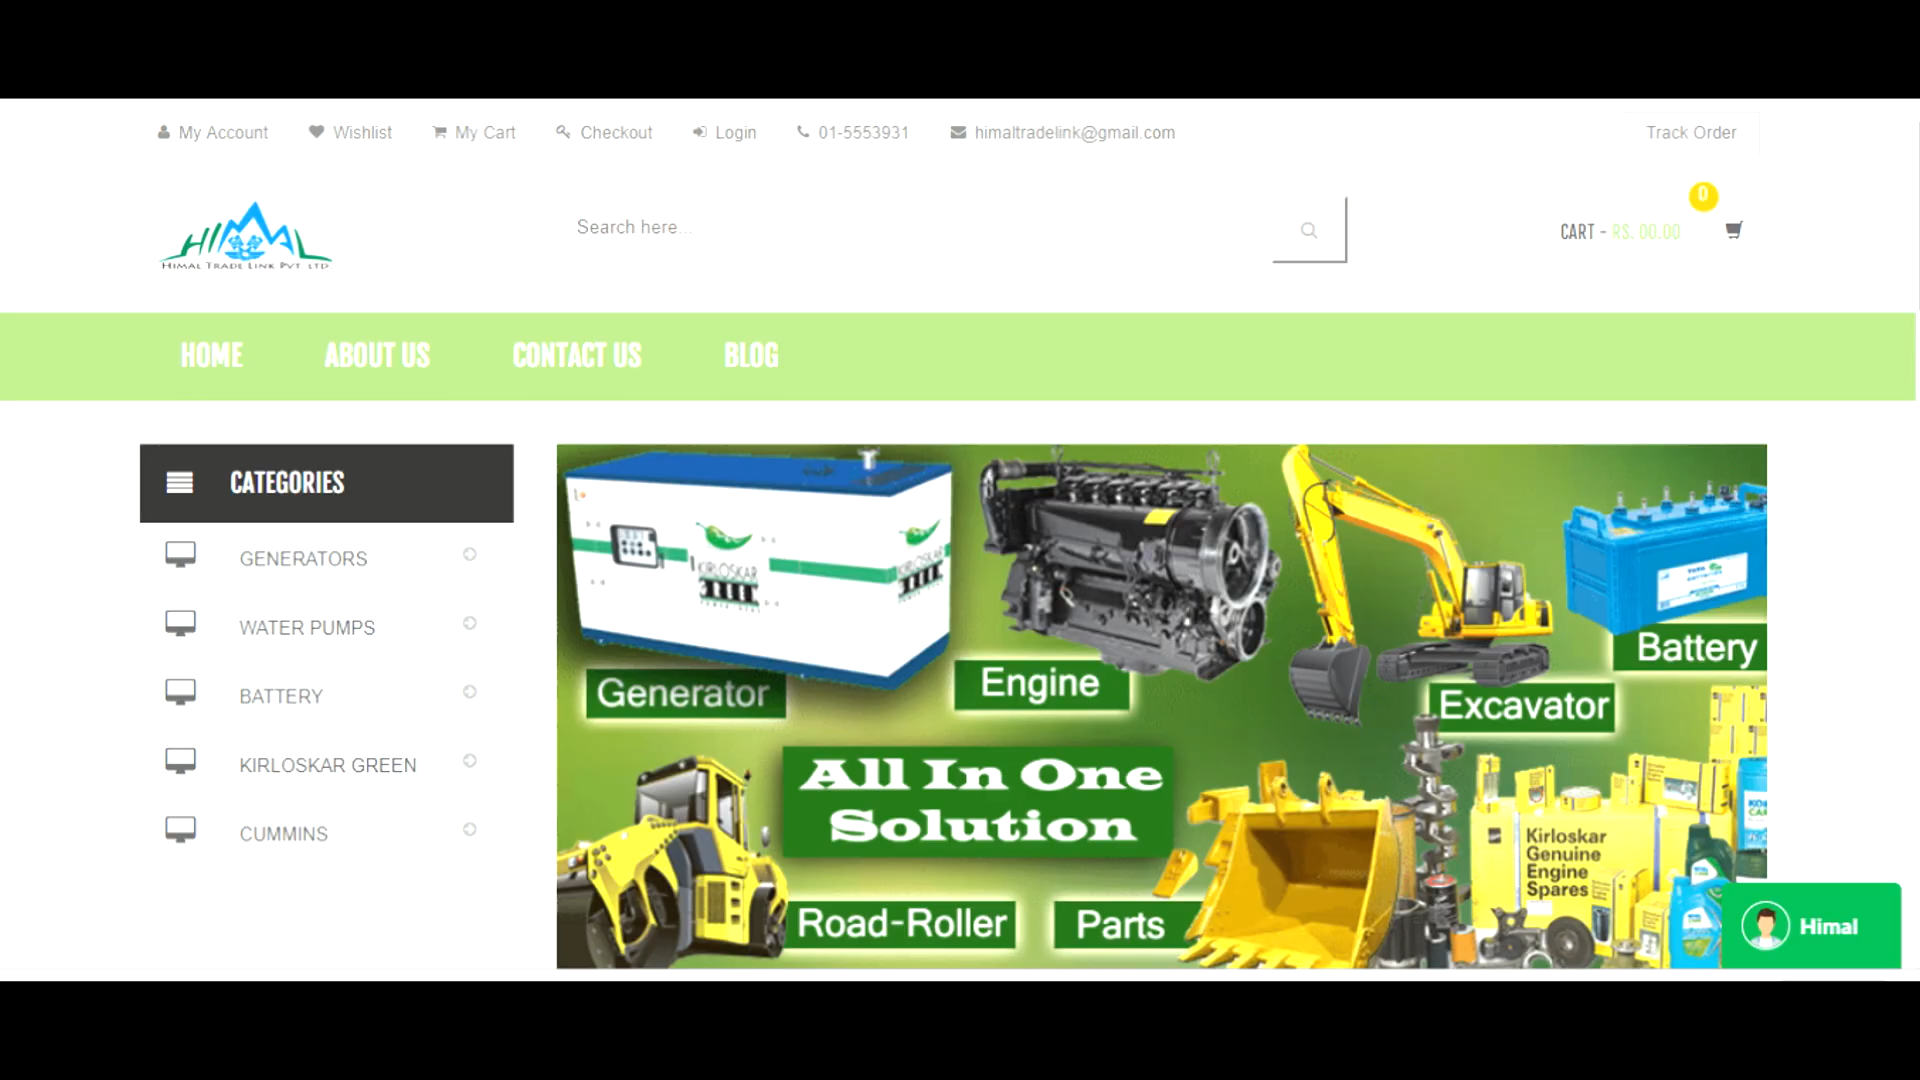 My Account Wishlist My Cart Checkout Login 01-5553931 himaltradelink@gmail.com Track Order
HIMAL
HIMAL TRADE LINK PVT. LTD
Search here...
0
CART - RS. 00.00
HOME ABOUT US CONTACT US BLOG
CATEGORIES
GENERATORS
WATER PUMPS
BATTERY
KIRLOSKAR GREEN
CUMMINS
KIRLOSKAR
KIRLOSKAR
Generator
Engine
Excavator
TATA
Battery
All In One
Solution
Road-Roller
Parts
Kirloskar
Genuine
Engine
Spares
Himal